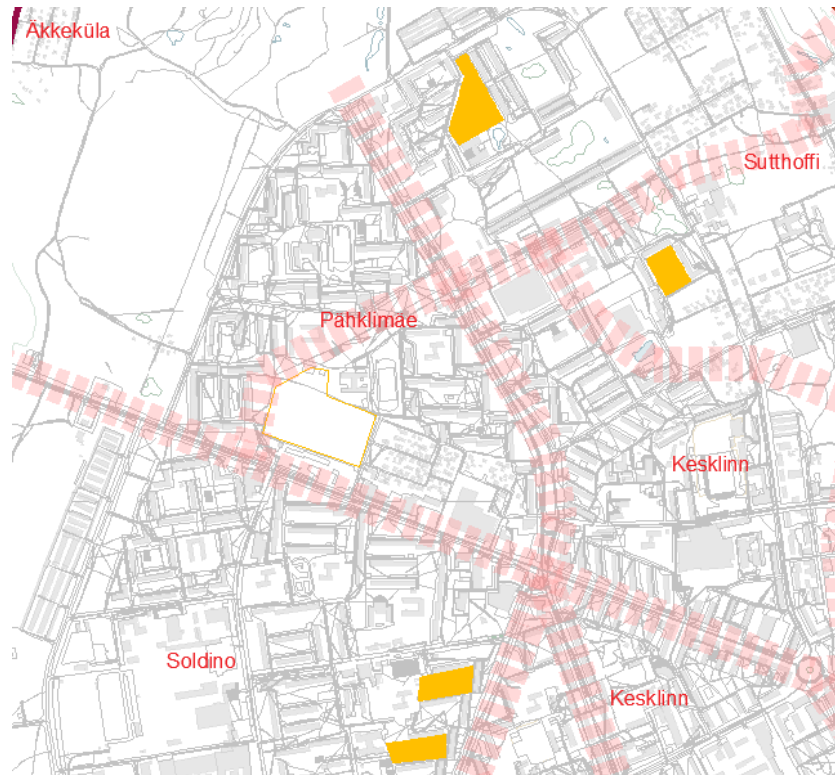 Äkkeküla
Sutthoffi
Pähklimäe
Kesklinn
Soldino
Kesklinn